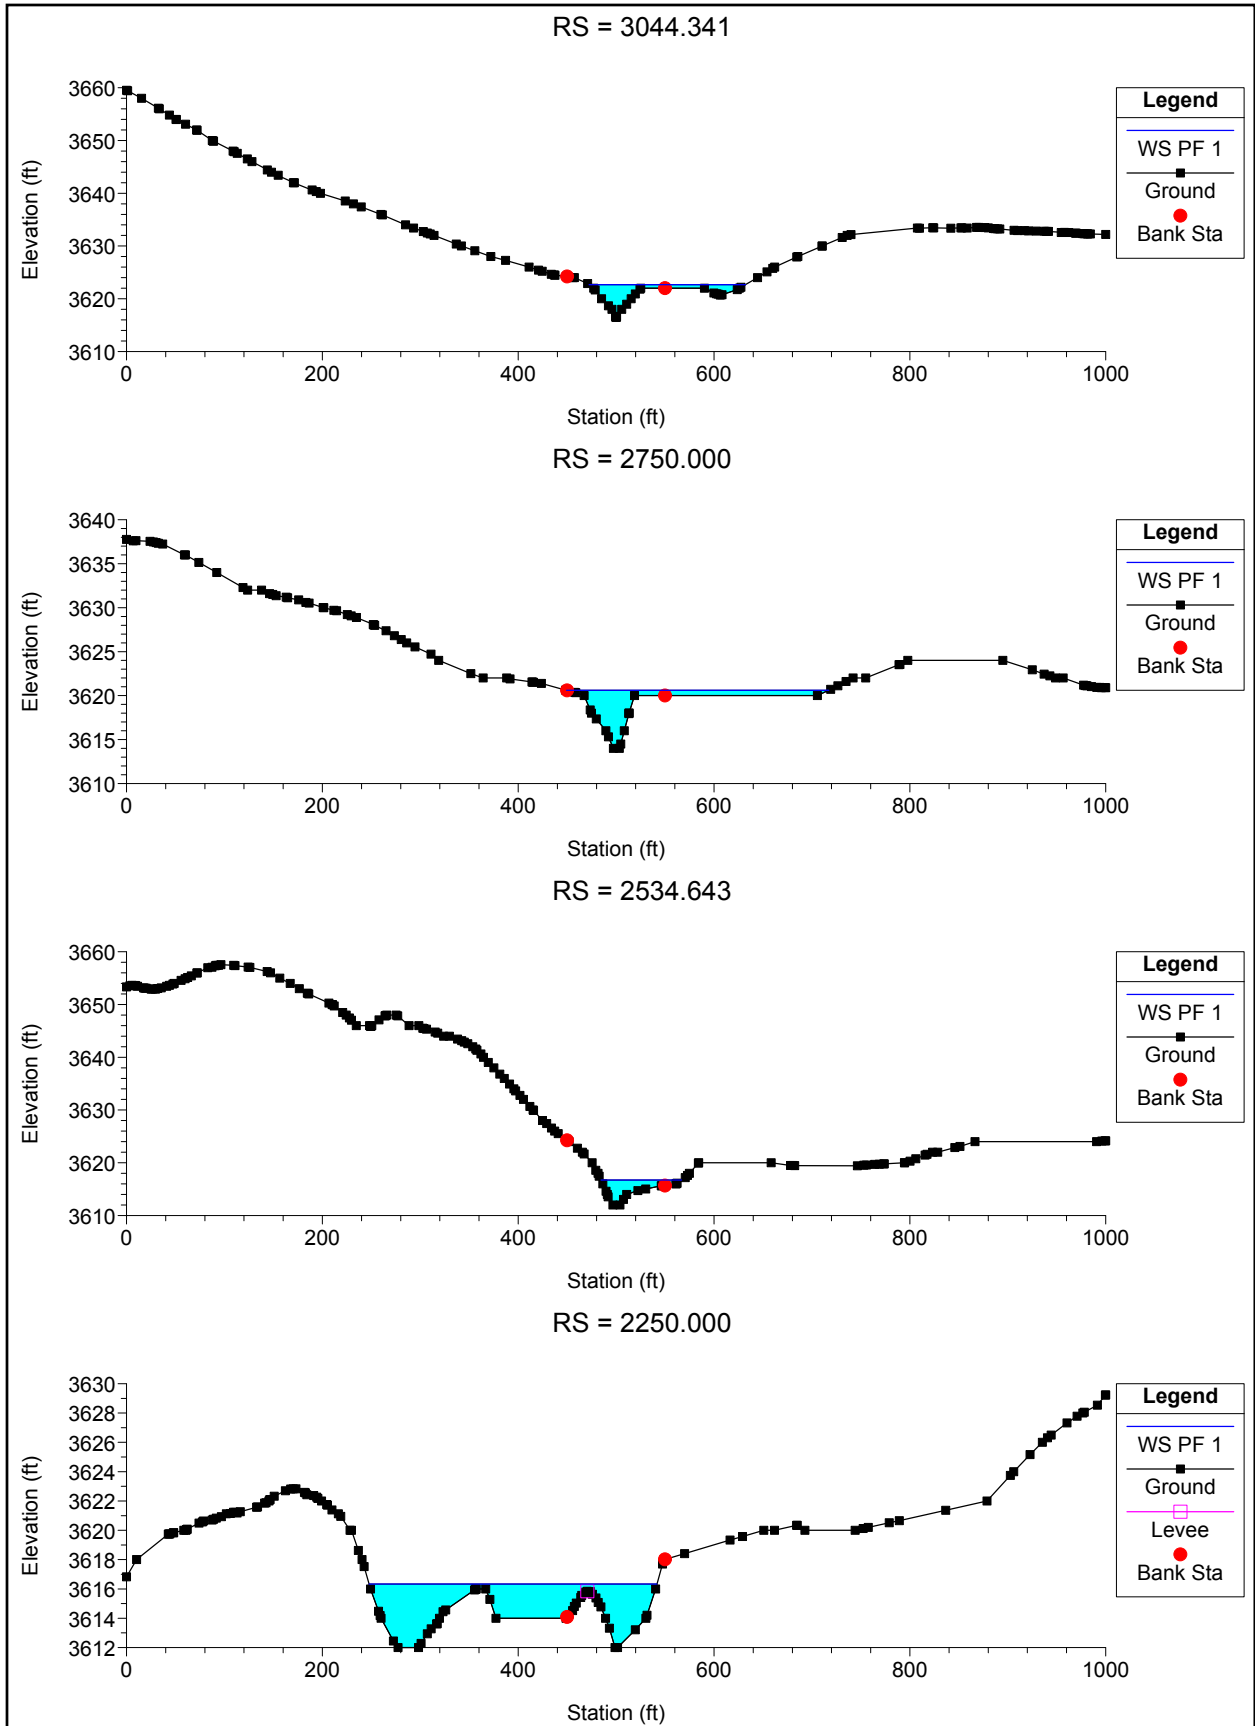 RS = 3044.341
3660
3650
3640
3630
3620
3610
Elevation (ft)
0 200 400 600 800 1000
Station (ft)
Legend
WS PF 1
Ground
Bank Sta
RS = 2750.000
3640
3635
3630
3625
3620
3615
3610
Elevation (ft)
0 200 400 600 800 1000
Station (ft)
Legend
WS PF 1
Ground
Bank Sta
RS = 2534.643
3660
3650
3640
3630
3620
3610
Elevation (ft)
0 200 400 600 800 1000
Station (ft)
Legend
WS PF 1
Ground
Bank Sta
RS = 2250.000
3630
3628
3626
3624
3622
3620
3618
3616
3614
3612
Elevation (ft)
0 200 400 600 800 1000
Station (ft)
Legend
WS PF 1
Ground
Levee
Bank Sta